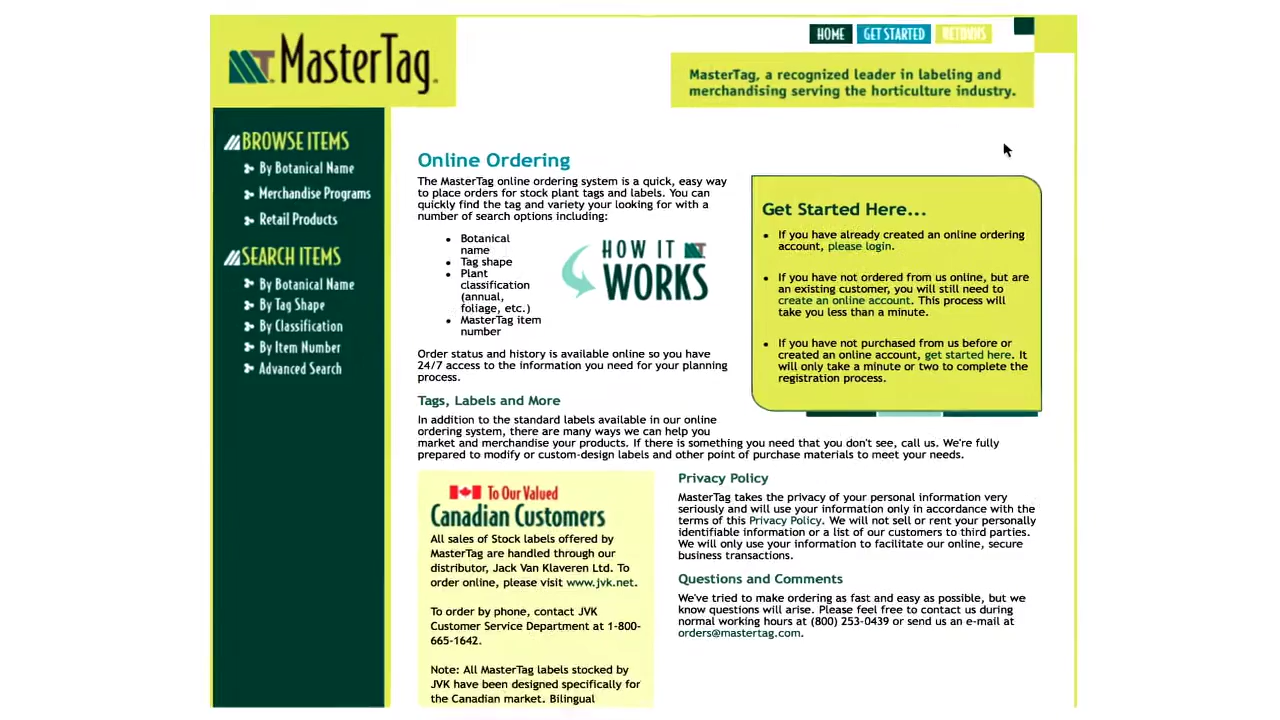 MasterTag
HOME GET STARTED RETURNS
MasterTag, a recognized leader in labeling and
merchandising serving the horticulture industry.
BROWSE ITEMS
By Botanical Name
Merchandise Programs
Retail Products
SEARCH ITEMS
By Botanical Name
By Tag Shape
By Classification
By Item Number
Advanced Search
Online Ordering
The MasterTag online ordering system is a quick, easy way
to place orders for stock plant tags and labels. You can
quickly find the tag and variety your looking for with a
number of search options including:
• Botanical
name
• Tag shape
• Plant
classification
(annual,
foliage, etc.)
• MasterTag item
number
HOW IT
WORKS
Order status and history is available online so you have
24/7 access to the information you need for your planning
process.
Get Started Here...
• If you have already created an online ordering
account, please login.
• If you have not ordered from us online, but are
an existing customer, you will still need to
create an online account. This process will
take you less than a minute.
• If you have not purchased from us before or
created an online account, get started here. It
will only take a minute or two to complete the
registration process.
Tags, Labels and More
In addition to the standard labels available in our online
ordering system, there are many ways we can help you
market and merchandise your products. If there is something you need that you don't see, call us. We're fully
prepared to modify or custom-design labels and other point of purchase materials to meet your needs.
To Our Valued
Canadian Customers
All sales of Stock labels offered by
MasterTag are handled through our
distributor, Jack Van Klaveren Ltd. To
order online, please visit www.jvk.net.
To order by phone, contact JVK
Customer Service Department at 1-800-
665-1642.
Note: All MasterTag labels stocked by
JVK have been designed specifically for
the Canadian market. Bilingual
Privacy Policy
MasterTag takes the privacy of your personal information very
seriously and will use your information only in accordance with the
terms of this Privacy Policy. We will not sell or rent your personally
identifiable information or a list of our customers to third parties.
We will only use your information to facilitate our online, secure
business transactions.
Questions and Comments
We've tried to make ordering as fast and easy as possible, but we
know questions will arise. Please feel free to contact us during
normal working hours at (800) 253-0439 or send us an e-mail at
orders@mastertag.com.